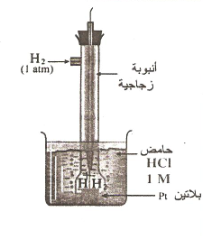 H₂
(1 atm)
أنبوبة
زجاجية
حامض
HCl
1 M
H H
بلاتين Pt